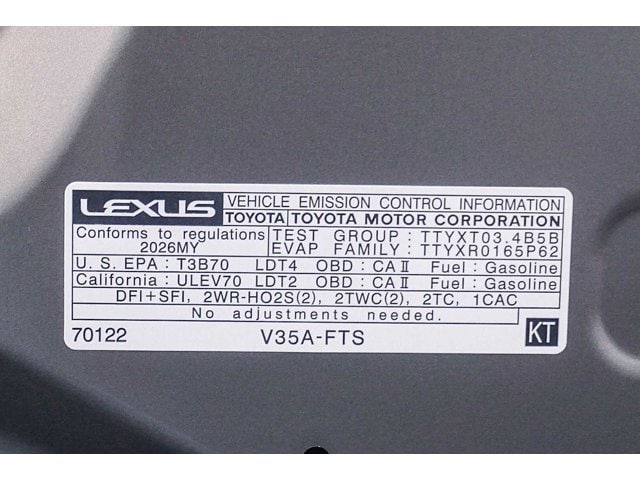 LEXUS VEHICLE EMISSION CONTROL INFORMATION
TOYOTA TOYOTA MOTOR CORPORATION
Conforms to regulations TEST GROUP : TTYXT03.4B5B
2026MY EVAP FAMILY : TTYXR0165P62
U. S. EPA : T3B70 LDT4 OBD : CA II Fuel : Gasoline
California : ULEV70 LDT2 OBD : CA II Fuel : Gasoline
DFI+SFI, 2WR-HO2S(2), 2TWC(2), 2TC, 1CAC
No adjustments needed.
70122 V35A-FTS KT